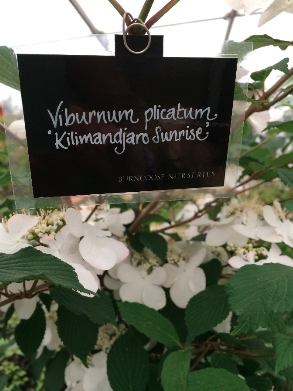 Viburnum plicatum
'Kilimandjaro Sunrise'
BURNCOOSE NURSERIES